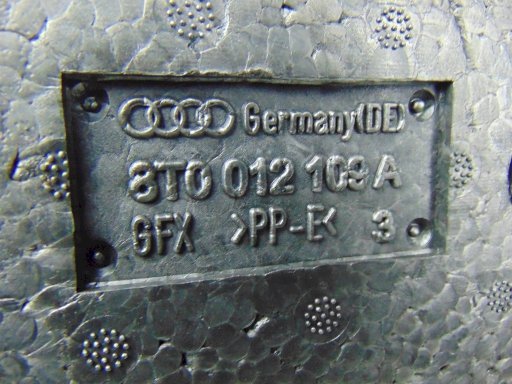 Germany(DE)
8T0 012 109 A
GFX >PP-E< 3